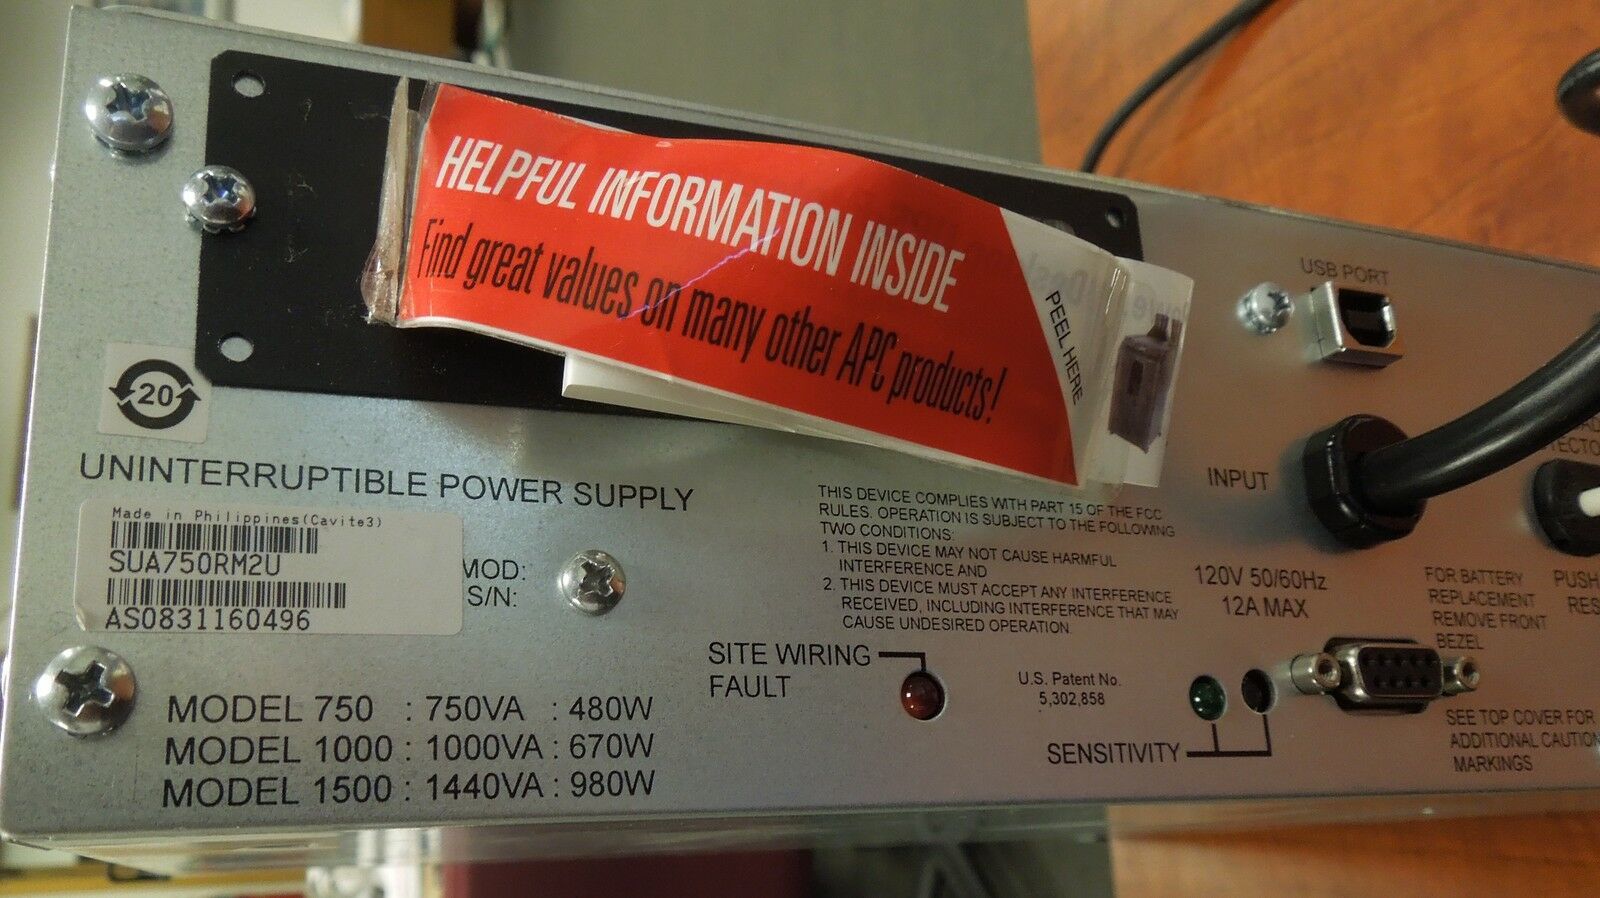 HELPFUL INFORMATION INSIDE
Find great values on many other APC products!
PEEL HERE
USB PORT
20
UNINTERRUPTIBLE POWER SUPPLY
Made in Philippines(Cavite3)
SUA750RM2U
AS0831160496
MOD:
S/N:
THIS DEVICE COMPLIES WITH PART 15 OF THE FCC
RULES. OPERATION IS SUBJECT TO THE FOLLOWING
TWO CONDITIONS:
1. THIS DEVICE MAY NOT CAUSE HARMFUL
INTERFERENCE AND
2. THIS DEVICE MUST ACCEPT ANY INTERFERENCE
RECEIVED, INCLUDING INTERFERENCE THAT MAY
CAUSE UNDESIRED OPERATION.
INPUT
120V 50/60Hz
12A MAX
FOR BATTERY
REPLACEMENT
REMOVE FRONT
BEZEL
PUSH
RES
SITE WIRING
FAULT
U.S. Patent No.
5,302,858
SENSITIVITY
SEE TOP COVER FOR
ADDITIONAL CAUTION
MARKINGS
MODEL 750 : 750VA : 480W
MODEL 1000 : 1000VA : 670W
MODEL 1500 : 1440VA : 980W